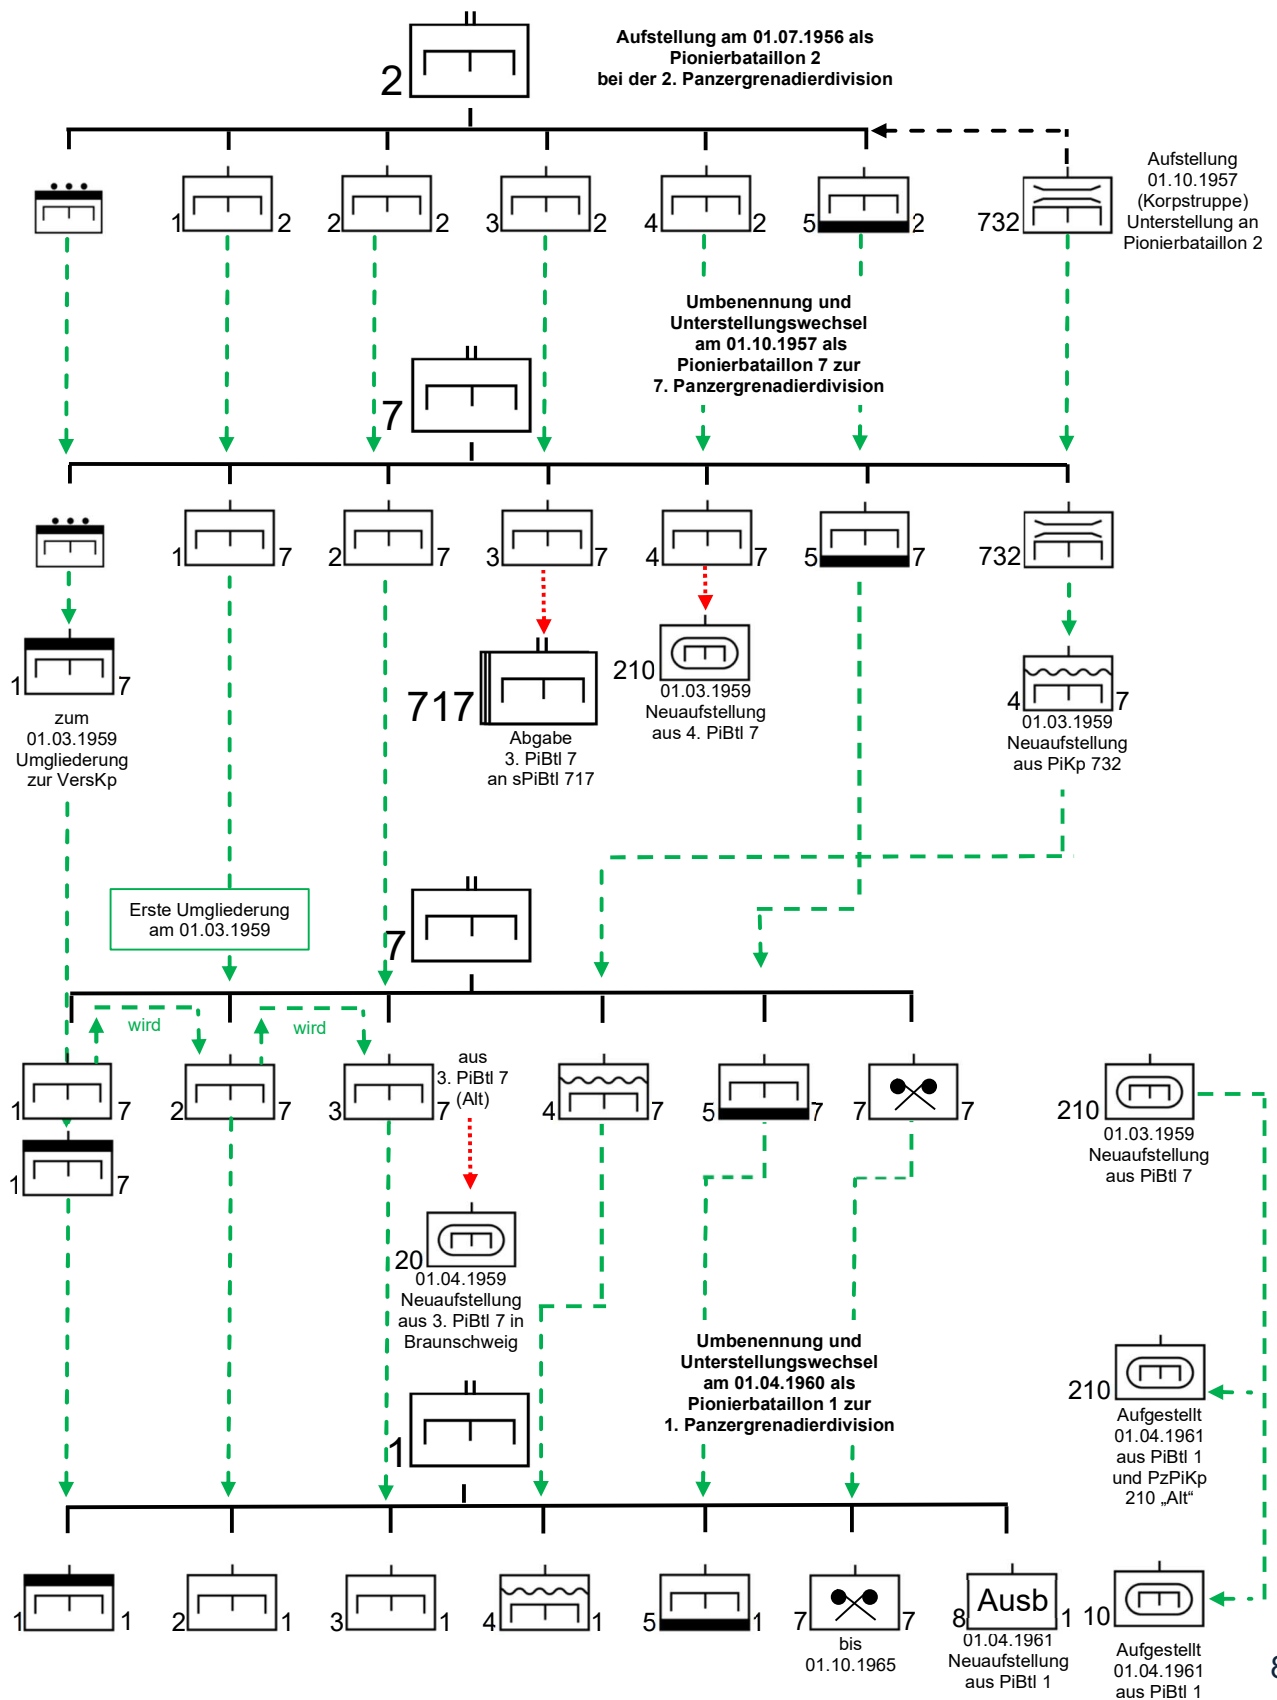 Aufstellung am 01.07.1956 als
Pionierbataillon 2
bei der 2. Panzergrenadierdivision
2
Aufstellung
01.10.1957
(Korpstruppe)
Unterstellung an
Pionierbataillon 2
1 2
2 2
3 2
4 2
5 2
732
Umbenennung und
Unterstellungswechsel
am 01.10.1957 als
Pionierbataillon 7 zur
7. Panzergrenadierdivision
7
1 7
2 7
3 7
4 7
5 7
732
1 7
zum
01.03.1959
Umgliederung
zur VersKp
717
Abgabe
3. PiBtl 7
an sPiBtl 717
210
01.03.1959
Neuaufstellung
aus 4. PiBtl 7
4 7
01.03.1959
Neuaufstellung
aus PiKp 732
Erste Umgliederung
am 01.03.1959
7
wird
wird
1 7
2 7
3 7
aus
3. PiBtl 7
(Alt)
4 7
5 7
7 7
210
01.03.1959
Neuaufstellung
aus PiBtl 7
1 7
20
01.04.1959
Neuaufstellung
aus 3. PiBtl 7 in
Braunschweig
Umbenennung und
Unterstellungswechsel
am 01.04.1960 als
Pionierbataillon 1 zur
1. Panzergrenadierdivision
1
210
Aufgestellt
01.04.1961
aus PiBtl 1
und PzPiKp
210 „Alt“
1 1
2 1
3 1
4 1
5 1
7 7
bis
01.10.1965
8 Ausb 1
01.04.1961
Neuaufstellung
aus PiBtl 1
10
Aufgestellt
01.04.1961
aus PiBtl 1
8